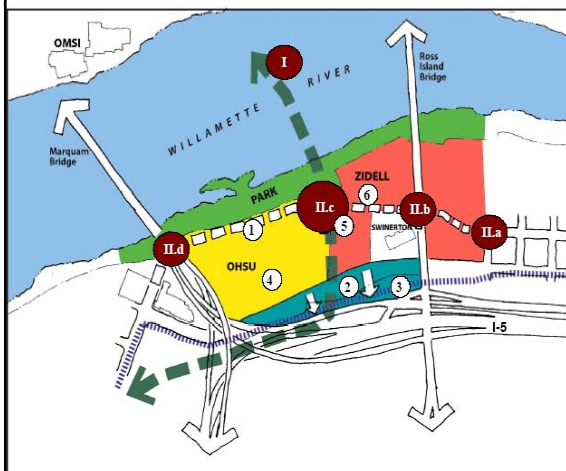 OMSI
I
Ross
Island
Bridge
WILLAMETTE RIVER
Marquam
Bridge
PARK
ZIDELL
6
II.c
II.b
1
5
SWINERTON
II.a
II.d
OHSU
4
2
3
I-5